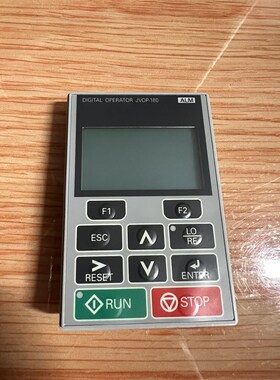 DIGITAL OPERATOR JVOP-180 ALM
F1 F2
ESC LO/RE
RESET ENTER
RUN STOP